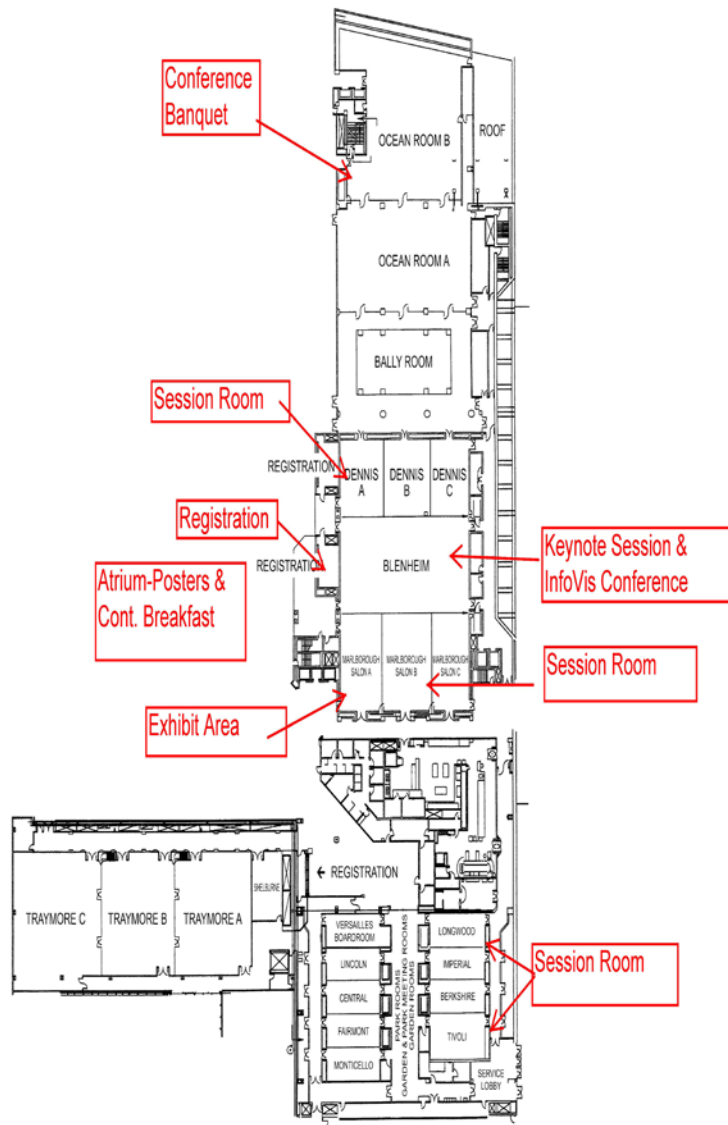 Conference
Banquet
OCEAN ROOM B
ROOF
OCEAN ROOM A
BALLY ROOM
Session Room
REGISTRATION
DENNIS
A
DENNIS
B
DENNIS
C
Registration
REGISTRATION
BLENHEIM
Keynote Session &
InfoVis Conference
Atrium-Posters &
Cont. Breakfast
MARLBOROUGH
SALON A
MARLBOROUGH
SALON B
MARLBOROUGH
SALON C
Session Room
Exhibit Area
REGISTRATION
SHELBURNE
TRAYMORE C
TRAYMORE B
TRAYMORE A
VERSAILLES
BOARDROOM
LINCOLN
CENTRAL
FAIRMONT
MONTICELLO
PARK ROOMS
GARDEN & PARK MEETING ROOMS
GARDEN ROOMS
LONGWOOD
IMPERIAL
BERKSHIRE
TIVOLI
Session Room
SERVICE
LOBBY